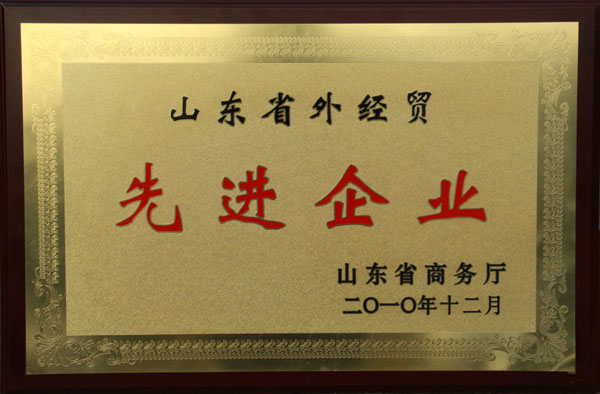 山东省外经贸
先进企业
山东省商务厅
二〇一〇年十二月